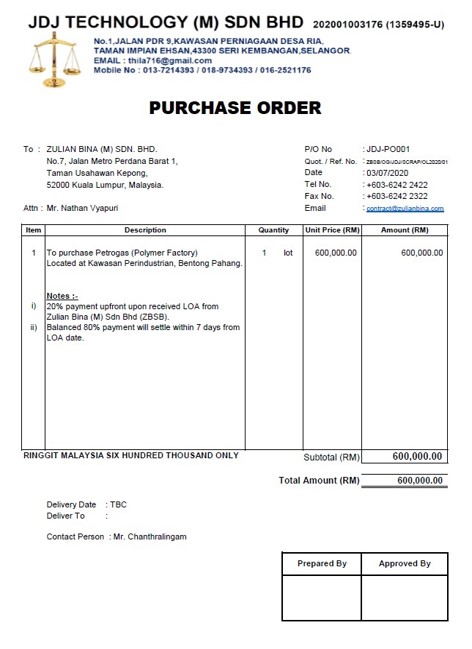 JDJ TECHNOLOGY (M) SDN BHD 202001003176 (1359495-U)
No.1,JALAN PDR 9,KAWASAN PERNIAGAAN DESA RIA,
TAMAN IMPIAN EHSAN,43300 SERI KEMBANGAN,SELANGOR
EMAIL : thila716@gmail.com
Mobile No : 013-7214393 / 018-9734393 / 016-2521176
PURCHASE ORDER
To : ZULIAN BINA (M) SDN. BHD.
No.7, Jalan Metro Perdana Barat 1,
Taman Usahawan Kepong,
52000 Kuala Lumpur, Malaysia.
Attn : Mr. Nathan Vyapuri
P/O No : JDJ-PO001
Quot. / Ref. No. : ZBSB/OG/JDJ/SCRAP/OL2020/01
Date : 03/07/2020
Tel No. : +603-6242 2422
Fax No. : +603-6242 2322
Email : contract@zulianbina.com
Item Description Quantity Unit Price (RM) Amount (RM)
1 To purchase Petrogas (Polymer Factory) 1 lot 600,000.00 600,000.00
Located at Kawasan Perindustrian, Bentong Pahang.
Notes :-
i) 20% payment upfront upon received LOA from
Zulian Bina (M) Sdn Bhd (ZBSB).
ii) Balanced 80% payment will settle within 7 days from
LOA date.
RINGGIT MALAYSIA SIX HUNDRED THOUSAND ONLY Subtotal (RM) 600,000.00
Total Amount (RM) 600,000.00
Delivery Date : TBC
Deliver To :
Contact Person : Mr. Chanthralingam
Prepared By Approved By